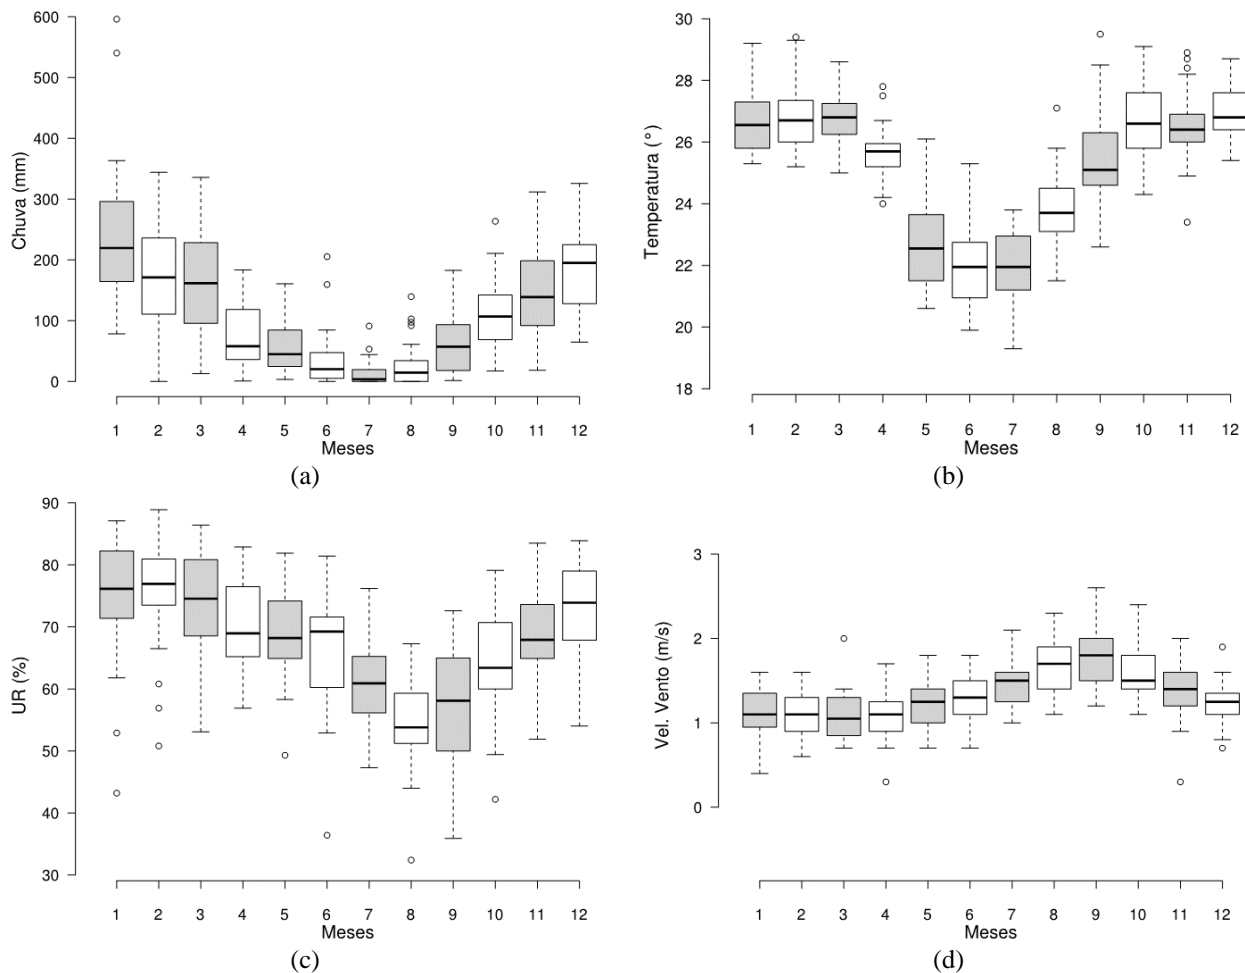 Chuva (mm)
600
500
400
300
200
100
0
1 2 3 4 5 6 7 8 9 10 11 12
Meses
(a)
Temperatura (°)
30
28
26
24
22
20
18
1 2 3 4 5 6 7 8 9 10 11 12
Meses
(b)
UR (%)
90
80
70
60
50
40
30
1 2 3 4 5 6 7 8 9 10 11 12
Meses
(c)
Vel. Vento (m/s)
3
2
1
0
1 2 3 4 5 6 7 8 9 10 11 12
Meses
(d)